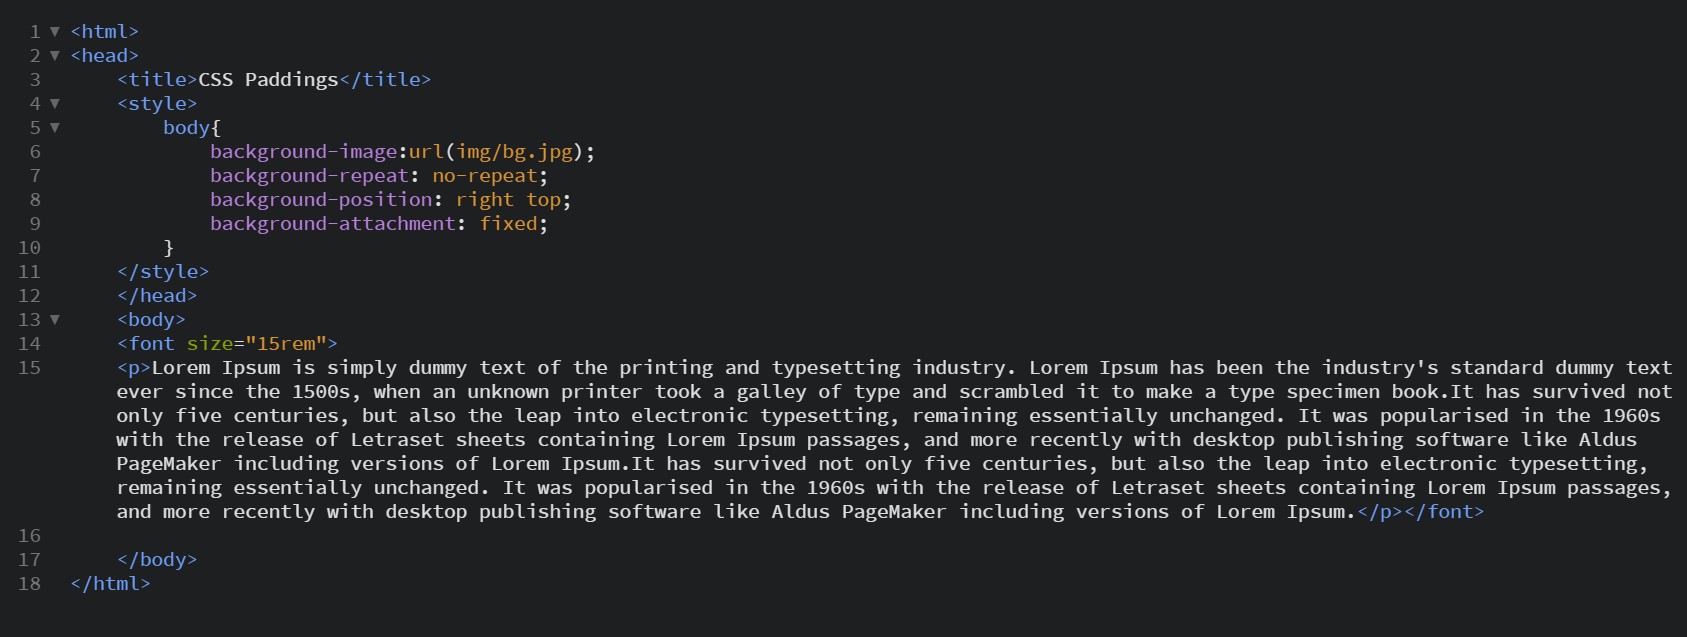 1 ▼ <html>
2 ▼ <head>
3 <title>CSS Paddings</title>
4 ▼ <style>
5 ▼ body{
6 background-image:url(img/bg.jpg);
7 background-repeat: no-repeat;
8 background-position: right top;
9 background-attachment: fixed;
10 }
11 </style>
12 </head>
13 ▼ <body>
14 <font size="15rem">
15 <p>Lorem Ipsum is simply dummy text of the printing and typesetting industry. Lorem Ipsum has been the industry's standard dummy text
ever since the 1500s, when an unknown printer took a galley of type and scrambled it to make a type specimen book.It has survived not
only five centuries, but also the leap into electronic typesetting, remaining essentially unchanged. It was popularised in the 1960s
with the release of Letraset sheets containing Lorem Ipsum passages, and more recently with desktop publishing software like Aldus
PageMaker including versions of Lorem Ipsum.It has survived not only five centuries, but also the leap into electronic typesetting,
remaining essentially unchanged. It was popularised in the 1960s with the release of Letraset sheets containing Lorem Ipsum passages,
and more recently with desktop publishing software like Aldus PageMaker including versions of Lorem Ipsum.</p></font>
16
17 </body>
18 </html>